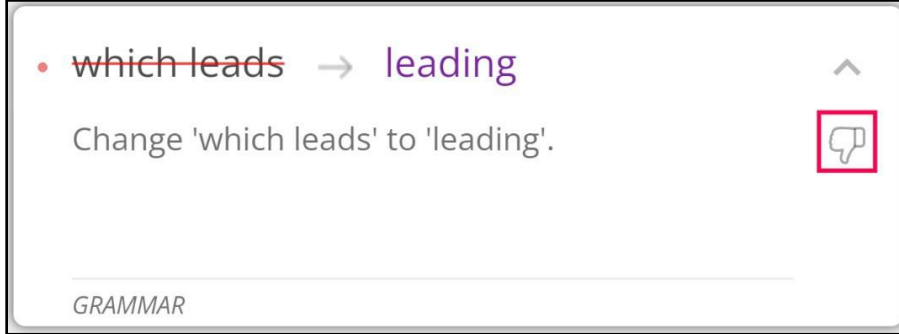 which leads → leading
Change 'which leads' to 'leading'.
GRAMMAR